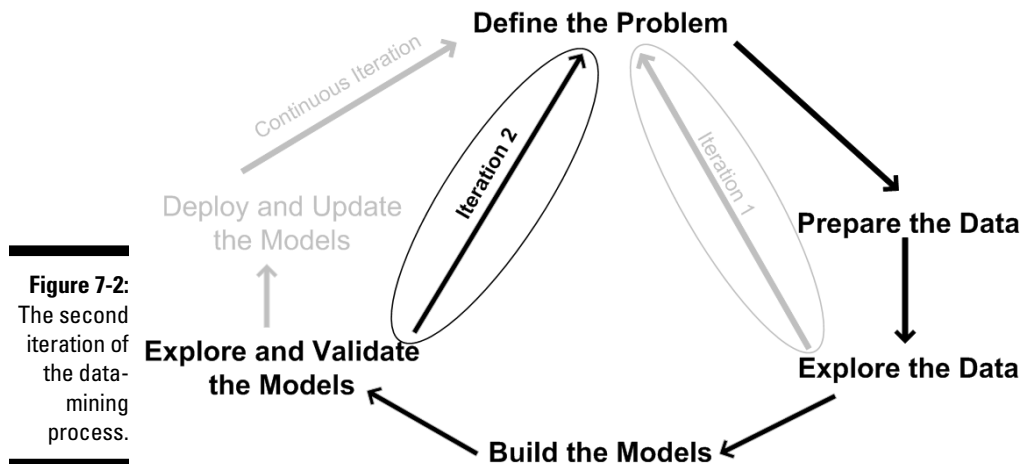 Define the Problem
Continuous Iteration
Iteration 2
Iteration 1
Deploy and Update
the Models
Prepare the Data
Figure 7-2:
The second
iteration of
the data-
mining
process.
Explore and Validate
the Models
Explore the Data
Build the Models